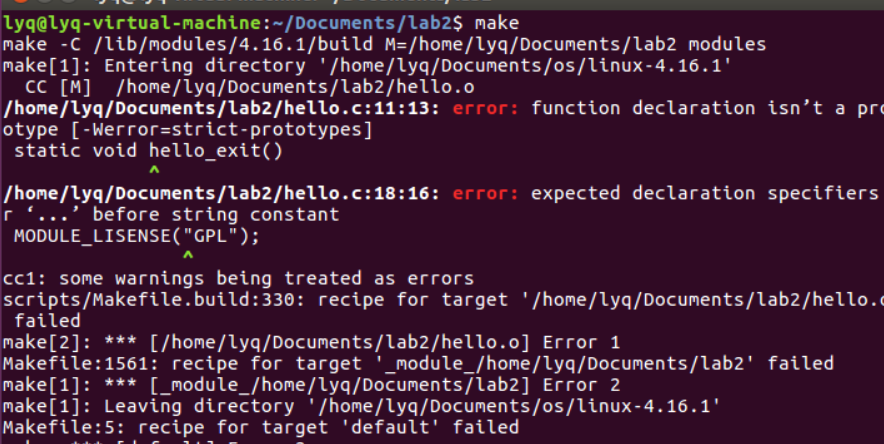 lyq@lyq-virtual-machine:~/Documents/lab2$ make
make -C /lib/modules/4.16.1/build M=/home/lyq/Documents/lab2 modules
make[1]: Entering directory '/home/lyq/Documents/os/linux-4.16.1'
  CC [M]  /home/lyq/Documents/lab2/hello.o
/home/lyq/Documents/lab2/hello.c:11:13: error: function declaration isn’t a pro
otype [-Werror=strict-prototypes]
 static void hello_exit()
             ^
/home/lyq/Documents/lab2/hello.c:18:16: error: expected declaration specifiers
r ‘...’ before string constant
 MODULE_LISENSE("GPL");
                ^
cc1: some warnings being treated as errors
scripts/Makefile.build:330: recipe for target '/home/lyq/Documents/lab2/hello.o
 failed
make[2]: *** [/home/lyq/Documents/lab2/hello.o] Error 1
Makefile:1561: recipe for target '_module_/home/lyq/Documents/lab2' failed
make[1]: *** [_module_/home/lyq/Documents/lab2] Error 2
make[1]: Leaving directory '/home/lyq/Documents/os/linux-4.16.1'
Makefile:5: recipe for target 'default' failed